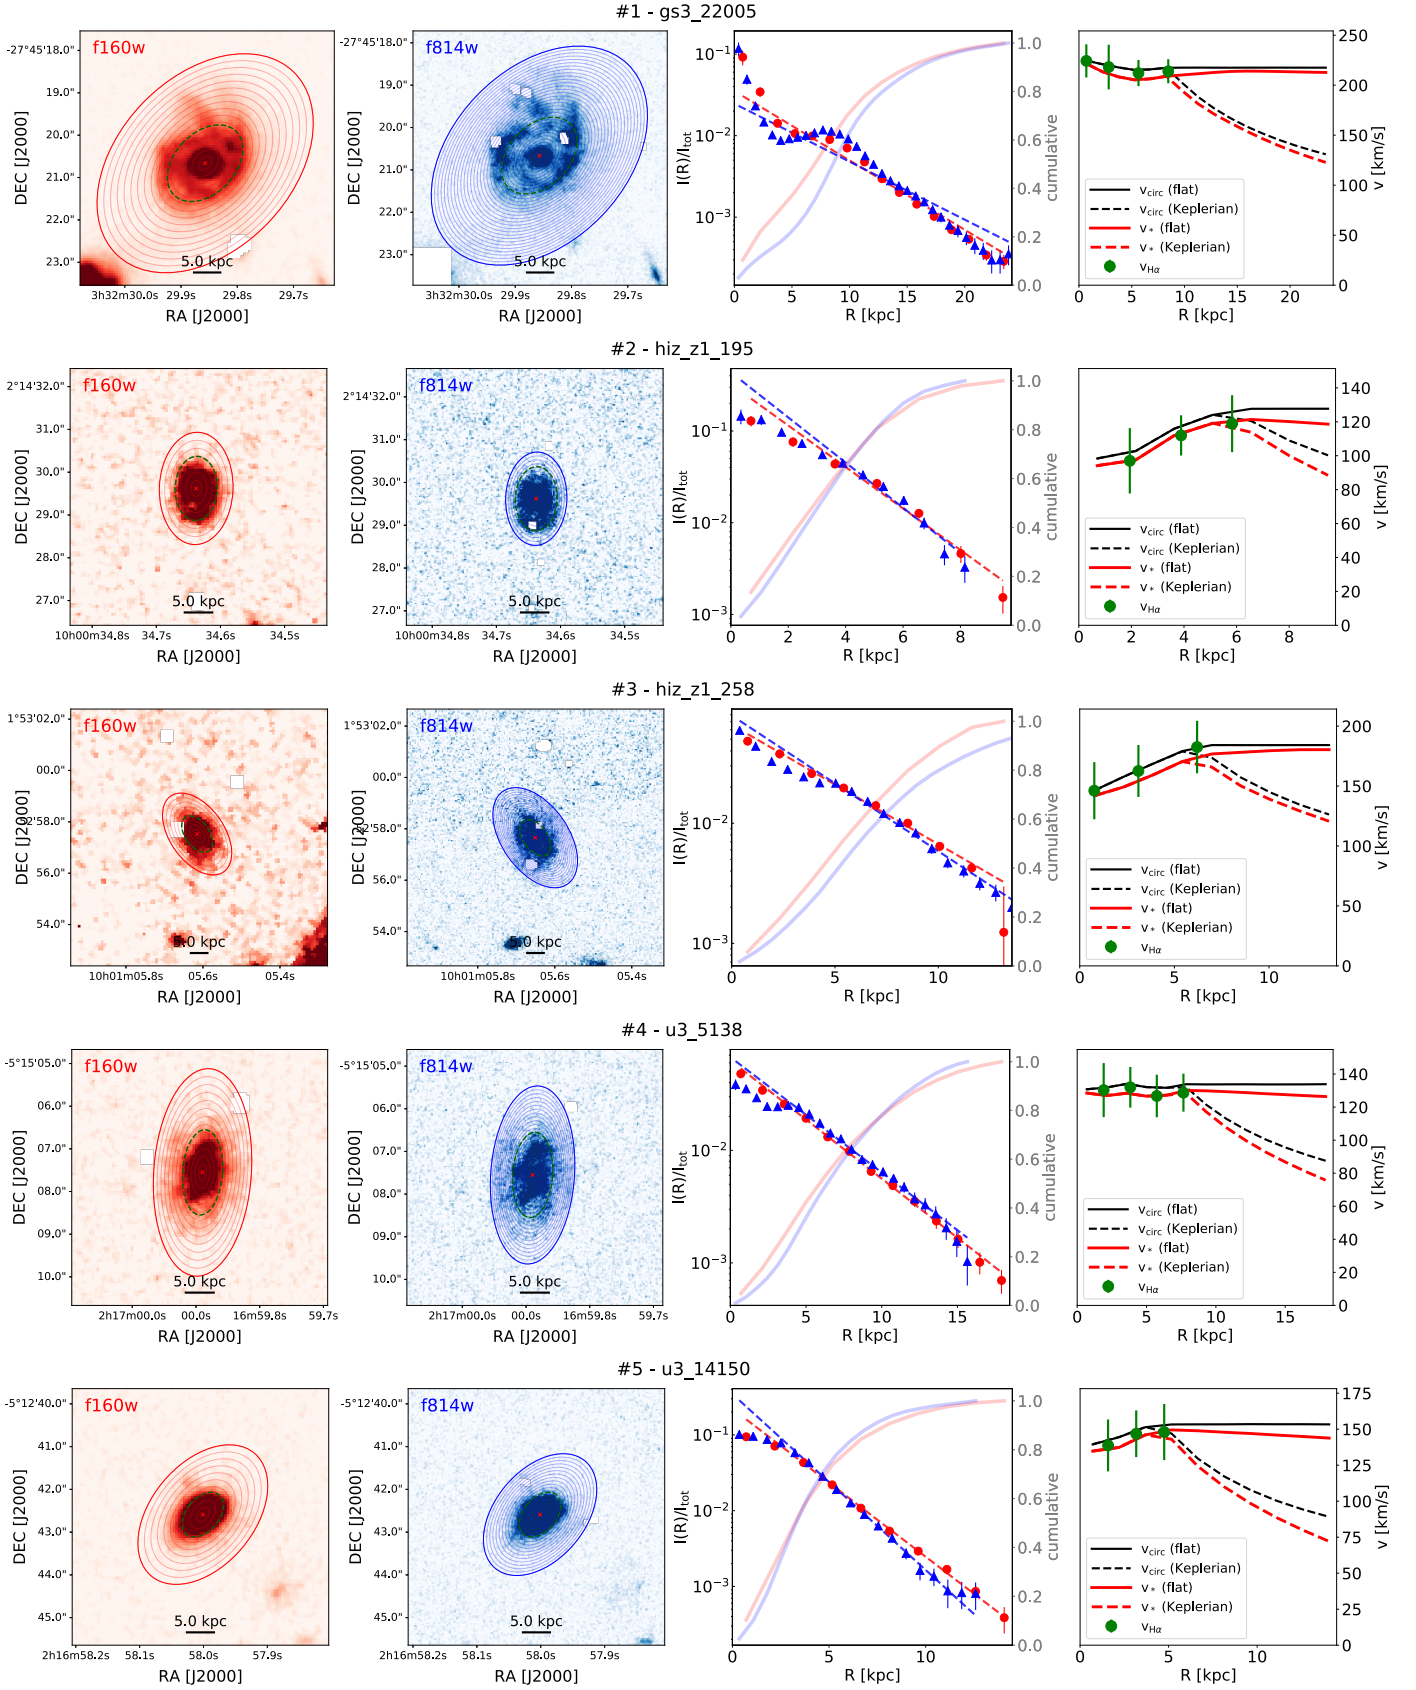 #1 - gs3_22005
f160w
-27°45'18.0"
19.0"
20.0"
21.0"
22.0"
23.0"
DEC [J2000]
5.0 kpc
3h32m30.0s 29.9s 29.8s 29.7s
RA [J2000]
f814w
-27°45'18.0"
19.0"
20.0"
21.0"
22.0"
23.0"
DEC [J2000]
5.0 kpc
3h32m30.0s 29.9s 29.8s 29.7s
RA [J2000]
10⁻¹
10⁻²
10⁻³
I(R)/Iₜₒₜ
0 5 10 15 20
R [kpc]
1.0
0.8
0.6
0.4
0.2
0.0
cumulative
v_circ (flat)
v_circ (Keplerian)
v_* (flat)
v_* (Keplerian)
v_Hα
0 5 10 15 20
R [kpc]
250
200
150
100
50
0
v [km/s]
#2 - hiz_z1_195
f160w
2°14'32.0"
31.0"
30.0"
29.0"
28.0"
27.0"
DEC [J2000]
5.0 kpc
10h00m34.8s 34.7s 34.6s 34.5s
RA [J2000]
f814w
2°14'32.0"
31.0"
30.0"
29.0"
28.0"
27.0"
DEC [J2000]
5.0 kpc
10h00m34.8s 34.7s 34.6s 34.5s
RA [J2000]
10⁻¹
10⁻²
10⁻³
I(R)/Iₜₒₜ
0 2 4 6 8
R [kpc]
1.0
0.8
0.6
0.4
0.2
0.0
cumulative
v_circ (flat)
v_circ (Keplerian)
v_* (flat)
v_* (Keplerian)
v_Hα
0 2 4 6 8
R [kpc]
140
120
100
80
60
40
20
0
v [km/s]
#3 - hiz_z1_258
f160w
1°53'02.0"
00.0"
52'58.0"
56.0"
54.0"
DEC [J2000]
5.0 kpc
10h01m05.8s 05.6s 05.4s
RA [J2000]
f814w
1°53'02.0"
00.0"
52'58.0"
56.0"
54.0"
DEC [J2000]
5.0 kpc
10h01m05.8s 05.6s 05.4s
RA [J2000]
10⁻²
10⁻³
I(R)/Iₜₒₜ
0 5 10
R [kpc]
1.0
0.8
0.6
0.4
0.2
0.0
cumulative
v_circ (flat)
v_circ (Keplerian)
v_* (flat)
v_* (Keplerian)
v_Hα
0 5 10
R [kpc]
200
150
100
50
0
v [km/s]
#4 - u3_5138
f160w
-5°15'05.0"
06.0"
07.0"
08.0"
09.0"
10.0"
DEC [J2000]
5.0 kpc
2h17m00.0s 00.0s 16m59.8s 59.7s
RA [J2000]
f814w
-5°15'05.0"
06.0"
07.0"
08.0"
09.0"
10.0"
DEC [J2000]
5.0 kpc
2h17m00.0s 00.0s 16m59.8s 59.7s
RA [J2000]
10⁻²
10⁻³
I(R)/Iₜₒₜ
0 5 10 15
R [kpc]
1.0
0.8
0.6
0.4
0.2
0.0
cumulative
v_circ (flat)
v_circ (Keplerian)
v_* (flat)
v_* (Keplerian)
v_Hα
0 5 10 15
R [kpc]
140
120
100
80
60
40
20
0
v [km/s]
#5 - u3_14150
f160w
-5°12'40.0"
41.0"
42.0"
43.0"
44.0"
45.0"
DEC [J2000]
5.0 kpc
2h16m58.2s 58.1s 58.0s 57.9s
RA [J2000]
f814w
-5°12'40.0"
41.0"
42.0"
43.0"
44.0"
45.0"
DEC [J2000]
5.0 kpc
2h16m58.2s 58.1s 58.0s 57.9s
RA [J2000]
10⁻¹
10⁻²
10⁻³
I(R)/Iₜₒₜ
0 5 10
R [kpc]
1.0
0.8
0.6
0.4
0.2
0.0
cumulative
v_circ (flat)
v_circ (Keplerian)
v_* (flat)
v_* (Keplerian)
v_Hα
0 5 10
R [kpc]
175
150
125
100
75
50
25
0
v [km/s]